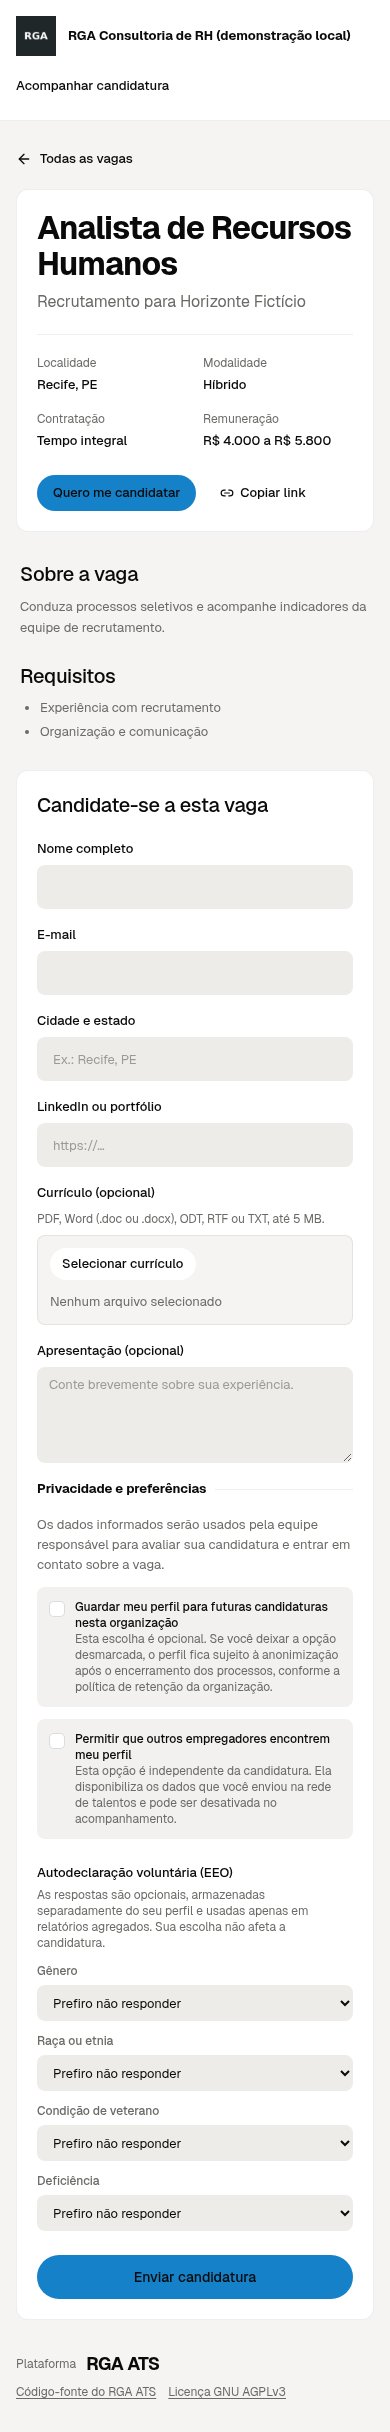 RGA
RGA Consultoria de RH (demonstração local)
Acompanhar candidatura
← Todas as vagas
Analista de Recursos
Humanos
Recrutamento para Horizonte Fictício
Localidade
Recife, PE
Modalidade
Híbrido
Contratação
Tempo integral
Remuneração
R$ 4.000 a R$ 5.800
Quero me candidatar
Copiar link
Sobre a vaga
Conduza processos seletivos e acompanhe indicadores da
equipe de recrutamento.
Requisitos
• Experiência com recrutamento
• Organização e comunicação
Candidate-se a esta vaga
Nome completo
E-mail
Cidade e estado
Ex.: Recife, PE
LinkedIn ou portfólio
https://...
Currículo (opcional)
PDF, Word (.doc ou .docx), ODT, RTF ou TXT, até 5 MB.
Selecionar currículo
Nenhum arquivo selecionado
Apresentação (opcional)
Conte brevemente sobre sua experiência.
Privacidade e preferências
Os dados informados serão usados pela equipe
responsável para avaliar sua candidatura e entrar em
contato sobre a vaga.
Guardar meu perfil para futuras candidaturas
nesta organização
Esta escolha é opcional. Se você deixar a opção
desmarcada, o perfil fica sujeito à anonimização
após o encerramento dos processos, conforme a
política de retenção da organização.
Permitir que outros empregadores encontrem
meu perfil
Esta opção é independente da candidatura. Ela
disponibiliza os dados que você enviou na rede
de talentos e pode ser desativada no
acompanhamento.
Autodeclaração voluntária (EEO)
As respostas são opcionais, armazenadas
separadamente do seu perfil e usadas apenas em
relatórios agregados. Sua escolha não afeta a
candidatura.
Gênero
Prefiro não responder
Raça ou etnia
Prefiro não responder
Condição de veterano
Prefiro não responder
Deficiência
Prefiro não responder
Enviar candidatura
Plataforma RGA ATS
Código-fonte do RGA ATS Licença GNU AGPLv3